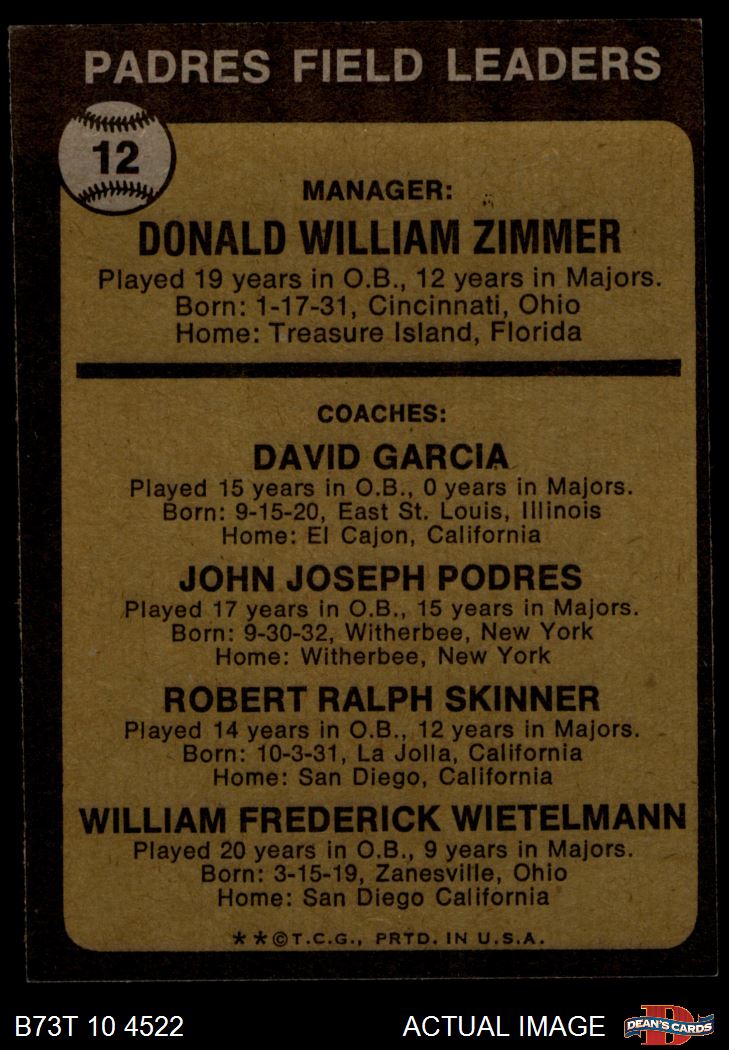 PADRES FIELD LEADERS
12
MANAGER:
DONALD WILLIAM ZIMMER
Played 19 years in O.B., 12 years in Majors.
Born: 1-17-31, Cincinnati, Ohio
Home: Treasure Island, Florida
COACHES:
DAVID GARCIA
Played 15 years in O.B., 0 years in Majors.
Born: 9-15-20, East St. Louis, Illinois
Home: El Cajon, California
JOHN JOSEPH PODRES
Played 17 years in O.B., 15 years in Majors.
Born: 9-30-32, Witherbee, New York
Home: Witherbee, New York
ROBERT RALPH SKINNER
Played 14 years in O.B., 12 years in Majors.
Born: 10-3-31, La Jolla, California
Home: San Diego, California
WILLIAM FREDERICK WIETELMANN
Played 20 years in O.B., 9 years in Majors.
Born: 3-15-19, Zanesville, Ohio
Home: San Diego California
**©T.C.G., PRTD. IN U.S.A.
B73T 10 4522 ACTUAL IMAGE
D
DEAN'S CARDS